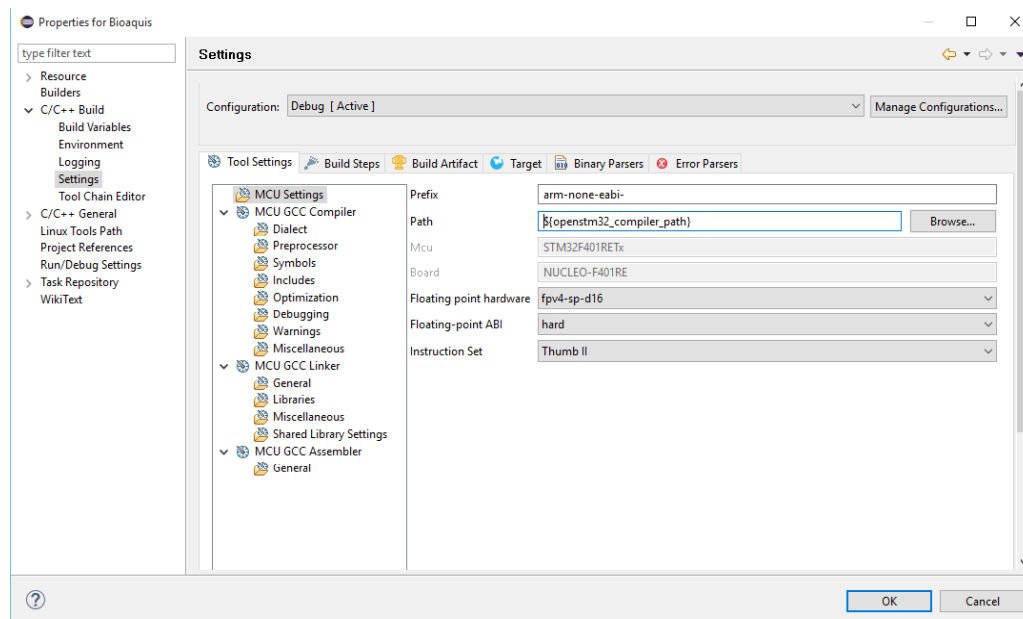 Properties for Bioaquis
type filter text
Settings
Resource
Builders
C/C++ Build
Build Variables
Environment
Logging
Settings
Tool Chain Editor
C/C++ General
Linux Tools Path
Project References
Run/Debug Settings
Task Repository
WikiText
Configuration: Debug [ Active ] Manage Configurations...
Tool Settings Build Steps Build Artifact Target Binary Parsers Error Parsers
MCU Settings
MCU GCC Compiler
Dialect
Preprocessor
Symbols
Includes
Optimization
Debugging
Warnings
Miscellaneous
MCU GCC Linker
General
Libraries
Miscellaneous
Shared Library Settings
MCU GCC Assembler
General
Prefix arm-none-eabi-
Path ${openstm32_compiler_path} Browse...
Mcu STM32F401RETx
Board NUCLEO-F401RE
Floating point hardware fpv4-sp-d16
Floating-point ABI hard
Instruction Set Thumb II
OK Cancel